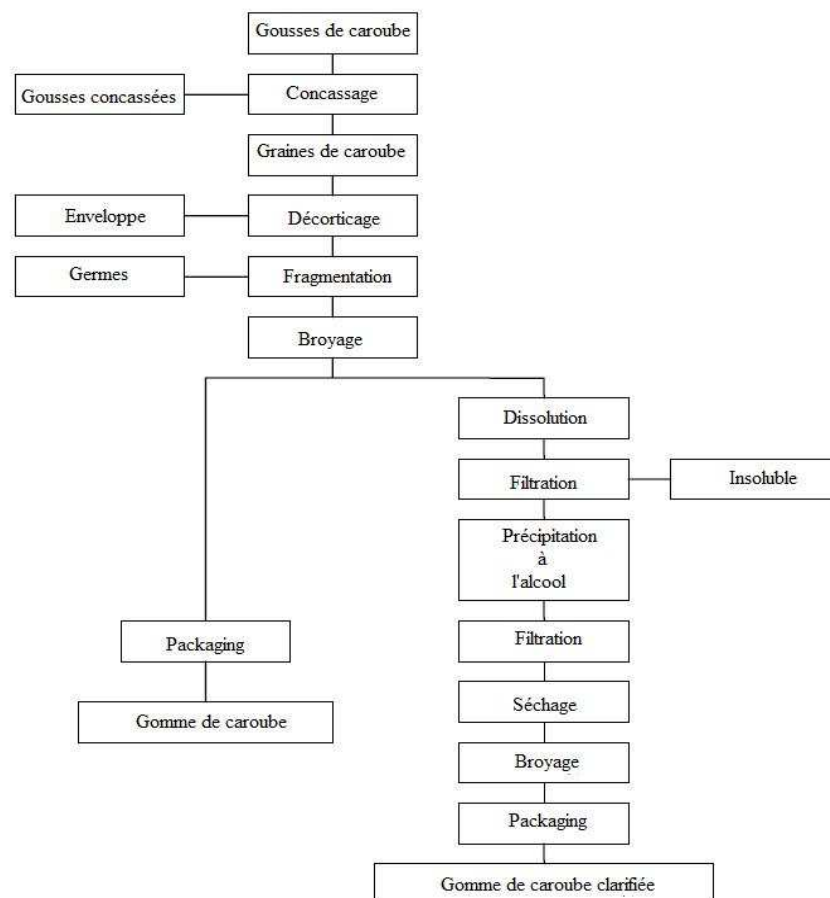 Gousses de caroube
Gousses concassées
Concassage
Graines de caroube
Enveloppe
Décorticage
Germes
Fragmentation
Broyage
Dissolution
Filtration
Insoluble
Précipitation
à
l'alcool
Packaging
Filtration
Gomme de caroube
Séchage
Broyage
Packaging
Gomme de caroube clarifiée